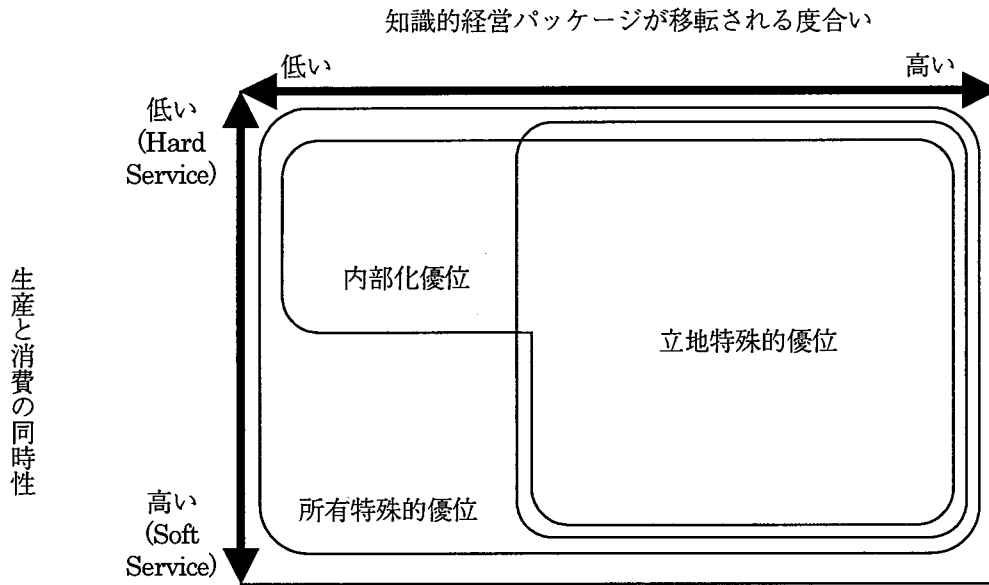 知識的経営パッケージが移転される度合い
低い
高い
低い
(Hard
Service)
内部化優位
立地特殊的優位
生産と消費の同時性
所有特殊的優位
高い
(Soft
Service)